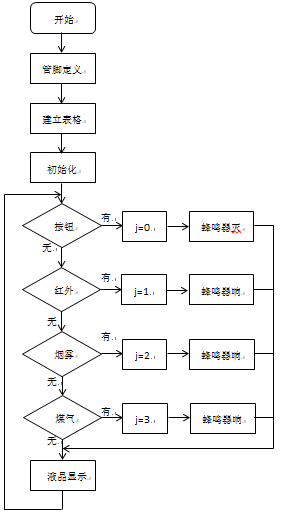 开始
管脚定义
建立表格
初始化
按钮
有
j=0.
蜂鸣器灭
无
红外
有
j=1.
蜂鸣器响
无
烟雾
有
j=2.
蜂鸣器响
无
煤气
有
j=3.
蜂鸣器响
无
液晶显示